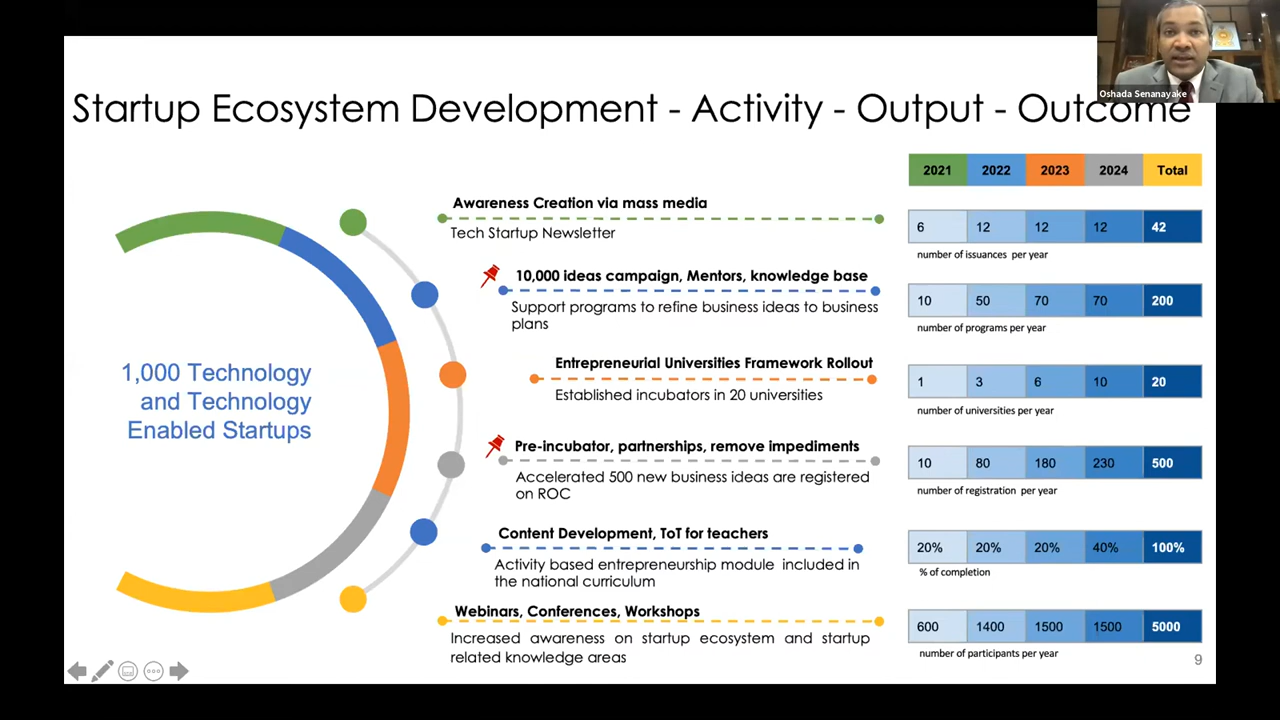 Oshada Senanayake
Startup Ecosystem Development - Activity - Output - Outcome
2021 2022 2023 2024 Total
Awareness Creation via mass media
Tech Startup Newsletter
6 12 12 12 42
number of issuances per year
10,000 ideas campaign, Mentors, knowledge base
Support programs to refine business ideas to business
plans
10 50 70 70 200
number of programs per year
1,000 Technology
and Technology
Enabled Startups
Entrepreneurial Universities Framework Rollout
Established incubators in 20 universities
1 3 6 10 20
number of universities per year
Pre-incubator, partnerships, remove impediments
Accelerated 500 new business ideas are registered
on ROC
10 80 180 230 500
number of registration per year
Content Development, ToT for teachers
Activity based entrepreneurship module included in
the national curriculum
20% 20% 20% 40% 100%
% of completion
Webinars, Conferences, Workshops
Increased awareness on startup ecosystem and startup
related knowledge areas
600 1400 1500 1500 5000
number of participants per year
9